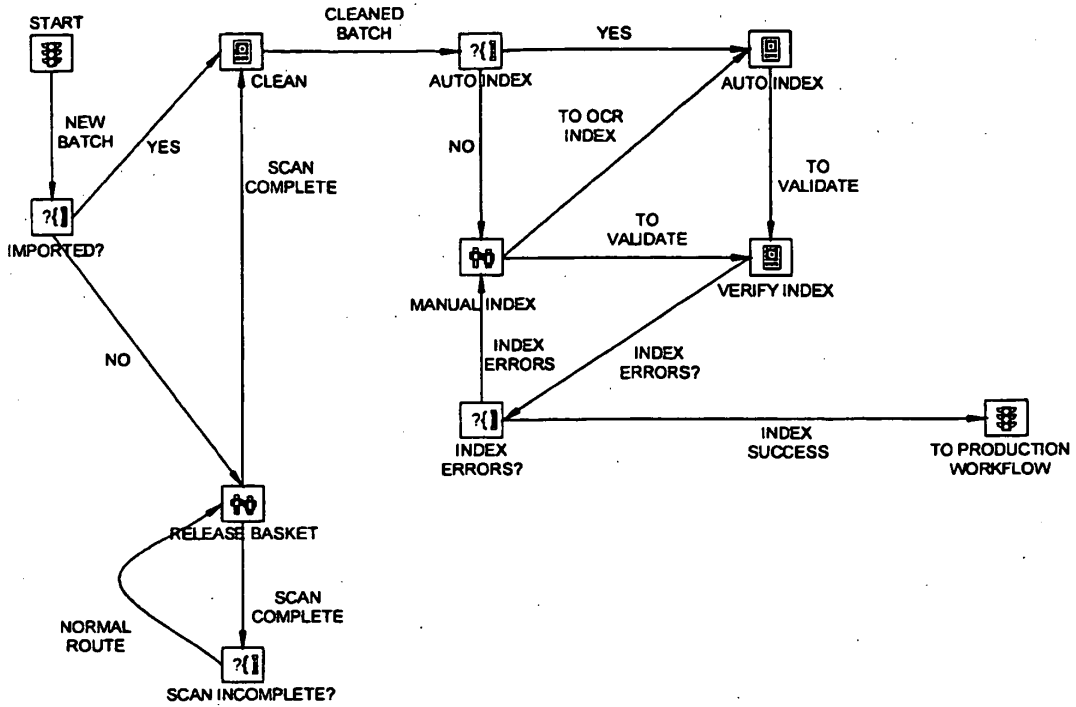 START
CLEANED
BATCH
YES
?{]
CLEAN
AUTO INDEX
AUTO INDEX
NEW
BATCH
YES
TO OCR
INDEX
NO
SCAN
COMPLETE
TO
VALIDATE
?{]
IMPORTED?
TO
VALIDATE
MANUAL INDEX
VERIFY INDEX
NO
INDEX
ERRORS
INDEX
ERRORS?
?{]
INDEX
ERRORS?
INDEX
SUCCESS
TO PRODUCTION
WORKFLOW
RELEASE BASKET
SCAN
COMPLETE
NORMAL
ROUTE
?{]
SCAN INCOMPLETE?